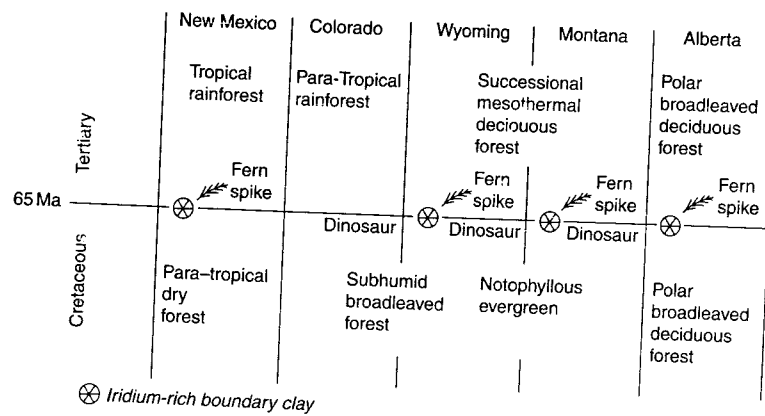 New Mexico
Colorado
Wyoming
Montana
Alberta
Tertiary
Tropical
rainforest
Para-Tropical
rainforest
Successional
mesothermal
deciouous
forest
Polar
broadleaved
deciduous
forest
65 Ma
Fern
spike
Fern
spike
Fern
spike
Fern
spike
Dinosaur
Dinosaur
Dinosaur
Cretaceous
Para–tropical
dry
forest
Subhumid
broadleaved
forest
Notophyllous
evergreen
Polar
broadleaved
deciduous
forest
Iridium-rich boundary clay